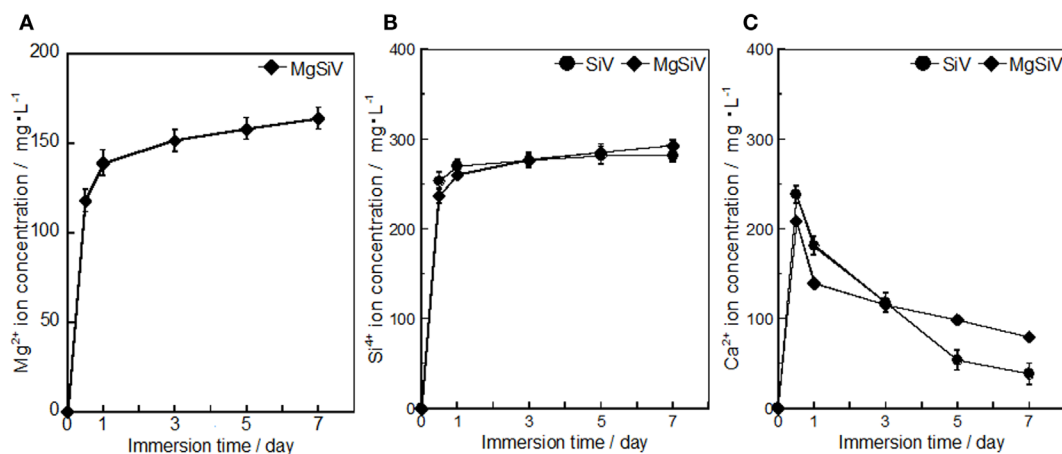 A
200
150
100
50
0
MgSiV
Mg²⁺ ion concentration / mg・L⁻¹
0 1 3 5 7
Immersion time / day
B
400
300
200
100
0
SiV MgSiV
Si⁴⁺ ion concentration / mg・L⁻¹
0 1 3 5 7
Immersion time / day
C
400
300
200
100
0
SiV MgSiV
Ca²⁺ ion concentration / mg・L⁻¹
0 1 3 5 7
Immersion time / day